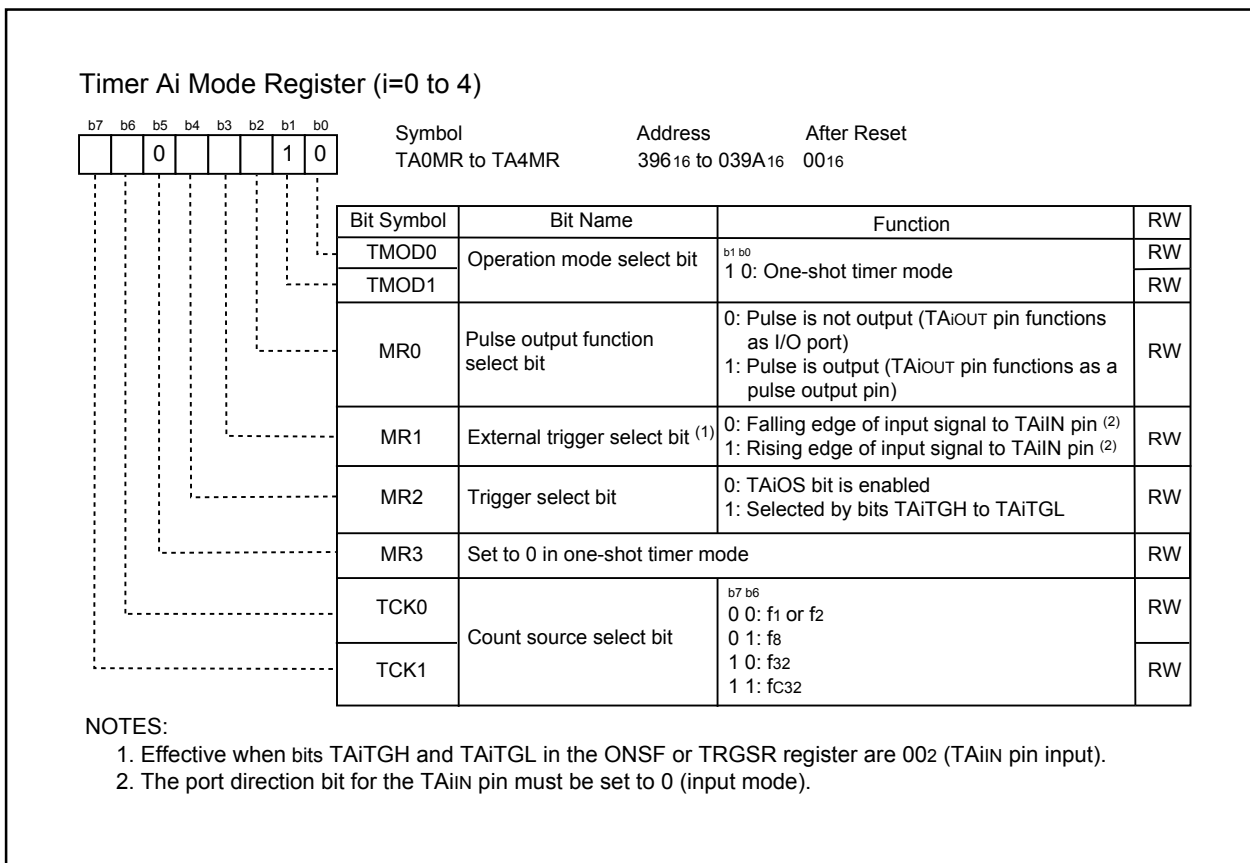 Timer Ai Mode Register (i=0 to 4)
b7 b6 b5 b4 b3 b2 b1 b0
0 1 0
Symbol Address After Reset
TA0MR to TA4MR 39616 to 039A16 0016
Bit Symbol Bit Name Function RW
TMOD0 Operation mode select bit b1 b0 RW
1 0: One-shot timer mode
TMOD1 RW
MR0 Pulse output function select bit 0: Pulse is not output (TAiOUT pin functions
as I/O port)
1: Pulse is output (TAiOUT pin functions as a
pulse output pin) RW
MR1 External trigger select bit (1) 0: Falling edge of input signal to TAiIN pin (2)
1: Rising edge of input signal to TAiIN pin (2) RW
MR2 Trigger select bit 0: TAiOS bit is enabled
1: Selected by bits TAiTGH to TAiTGL RW
MR3 Set to 0 in one-shot timer mode RW
TCK0 Count source select bit b7 b6 RW
0 0: f1 or f2
0 1: f8
1 0: f32
TCK1 1 1: fC32 RW
NOTES:
1. Effective when bits TAiTGH and TAiTGL in the ONSF or TRGSR register are 002 (TAiIN pin input).
2. The port direction bit for the TAiIN pin must be set to 0 (input mode).